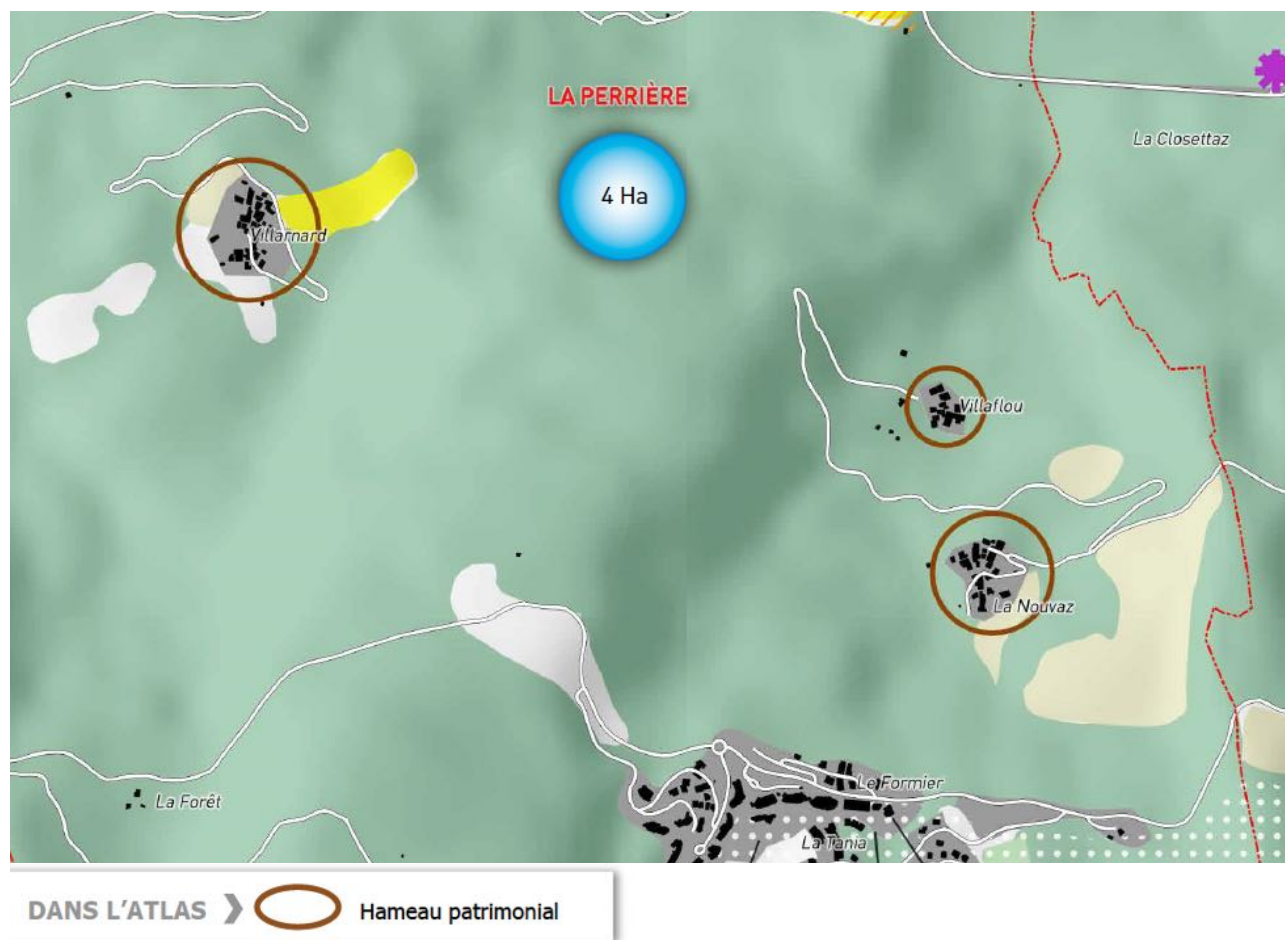 LA PERRIÈRE
La Closettaz
4 Ha
Villarnard
Villaflou
La Nouvaz
Le Formier
La Forêt
La Tania
DANS L'ATLAS ❯ Hameau patrimonial